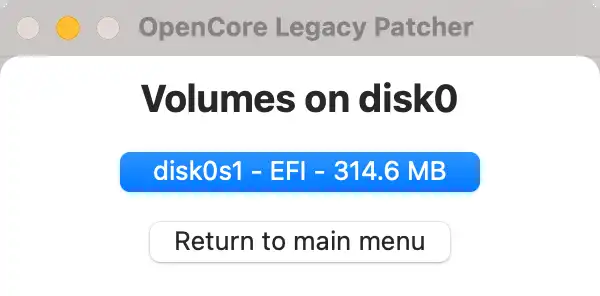 OpenCore Legacy Patcher
Volumes on disk0
disk0s1 - EFI - 314.6 MB
Return to main menu